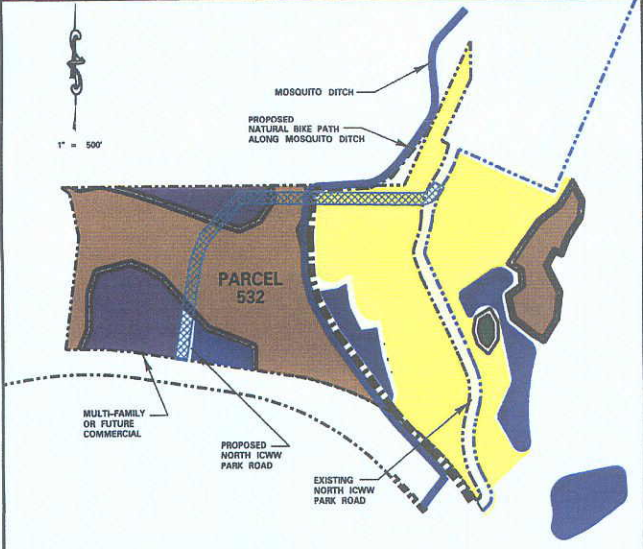 MOSQUITO DITCH
PROPOSED
NATURAL BIKE PATH
ALONG MOSQUITO DITCH
1" = 500'
PARCEL
532
MULTI-FAMILY
OR FUTURE
COMMERCIAL
PROPOSED
NORTH ICWW
PARK ROAD
EXISTING
NORTH ICWW
PARK ROAD